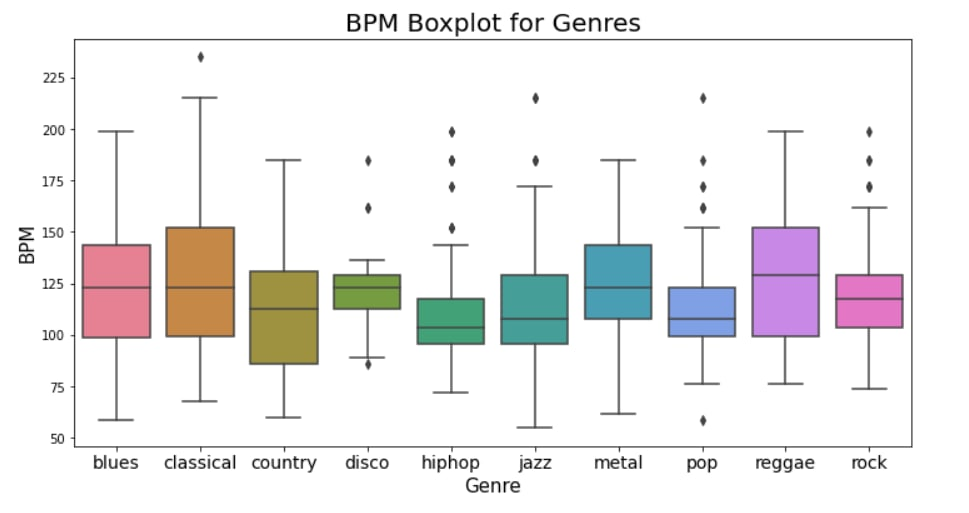 BPM Boxplot for Genres
225
200
175
150
125
100
75
50
BPM
blues classical country disco hiphop jazz metal pop reggae rock
Genre